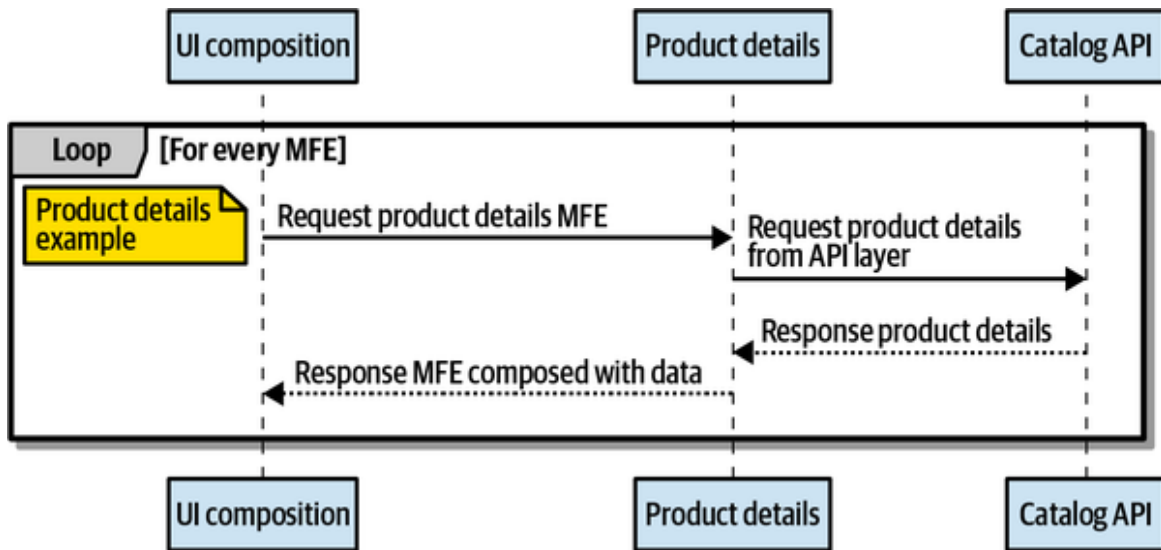 UI composition
Product details
Catalog API
Loop
[For every MFE]
Product details
example
Request product details MFE
Request product details
from API layer
Response product details
Response MFE composed with data
UI composition
Product details
Catalog API